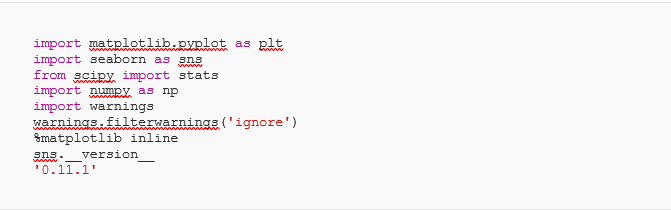 import matplotlib.pyplot as plt
import seaborn as sns
from scipy import stats
import numpy as np
import warnings
warnings.filterwarnings('ignore')
%matplotlib inline
sns.__version__
'0.11.1'